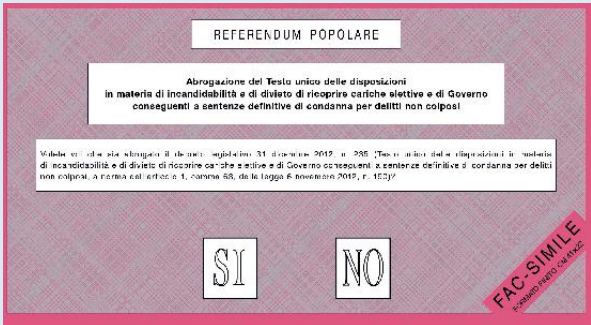 REFERENDUM POPOLARE
Abrogazione del Testo unico delle disposizioni
in materia di incandidabilità e di divieto di ricoprire cariche elettive e di Governo
conseguenti a sentenze definitive di condanna per delitti non colposi
Volete voi che sia abrogato il decreto legislativo 31 dicembre 2012, n. 235 (Testo unico delle disposizioni in materia
di incandidabilità e di divieto di ricoprire cariche elettive e di Governo conseguenti a sentenze definitive di condanna per delitti
non colposi, a norma dell'articolo 1, comma 63, della legge 6 novembre 2012, n. 190)?
SI NO
FAC-SIMILE
FORMATO FINITO CM 41x22